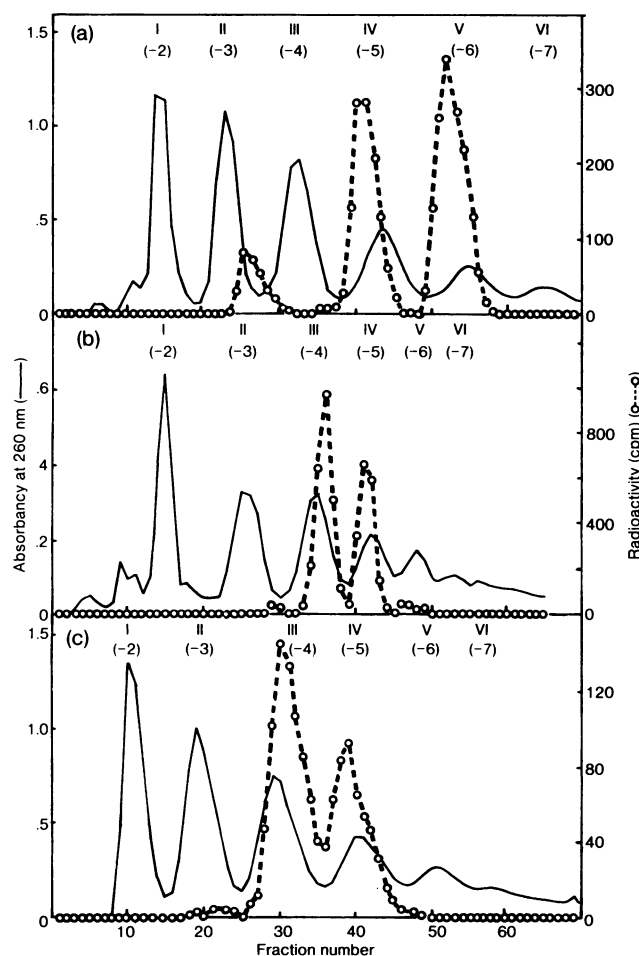 (a)
I II III IV V VI
(-2) (-3) (-4) (-5) (-6) (-7)
1.5
1.0
.5
0
300
200
100
0
(b)
I II III IV V VI
(-2) (-3) (-4) (-5) (-6) (-7)
.6
.4
.2
0
800
400
0
(c)
I II III IV V VI
(-2) (-3) (-4) (-5) (-6) (-7)
1.5
1.0
.5
0
120
80
40
0
10 20 30 40 50 60
Absorbancy at 260 nm (——)
Radioactivity (cpm) (o---o)
Fraction number